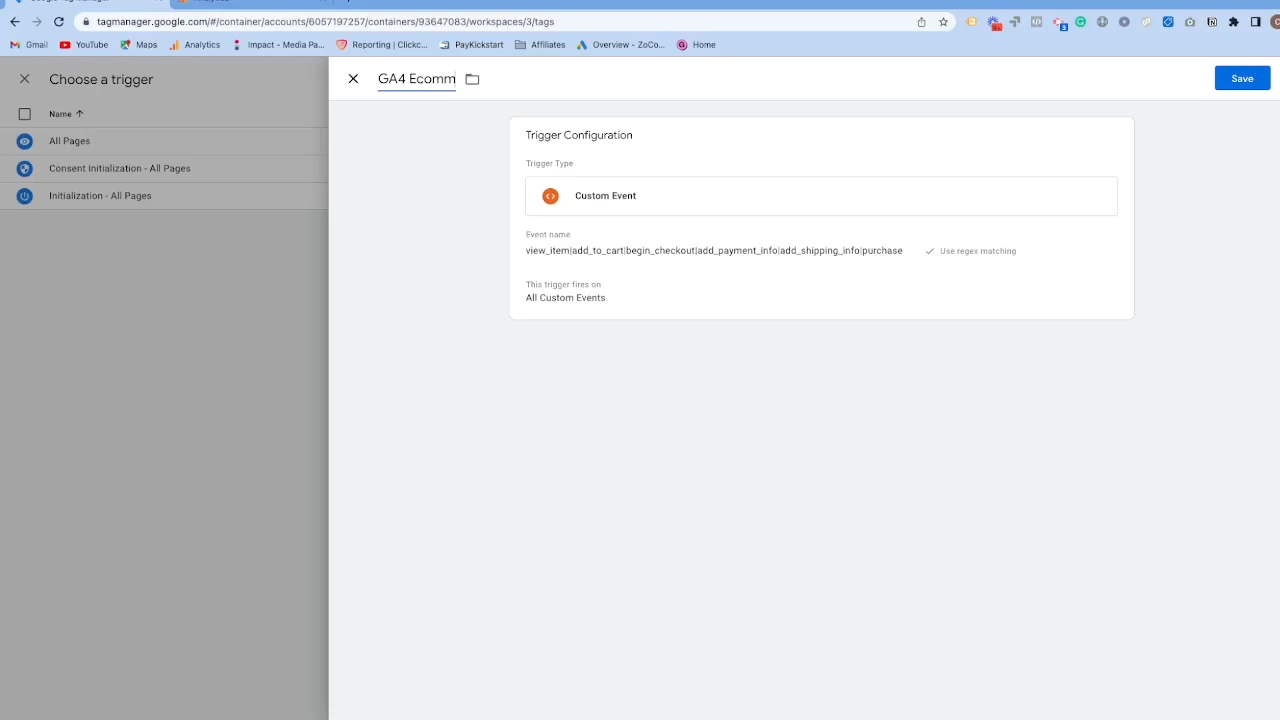 tagmanager.google.com/#/container/accounts/6057197257/containers/93647083/workspaces/3/tags
Gmail YouTube Maps Analytics Impact - Media Pa... Reporting | Clickc... PayKickstart Affiliates Overview - ZoCo... Home
Choose a trigger
GA4 Ecomm
Save
Name
All Pages
Consent Initialization - All Pages
Initialization - All Pages
Trigger Configuration
Trigger Type
Custom Event
Event name
view_item|add_to_cart|begin_checkout|add_payment_info|add_shipping_info|purchase
Use regex matching
This trigger fires on
All Custom Events